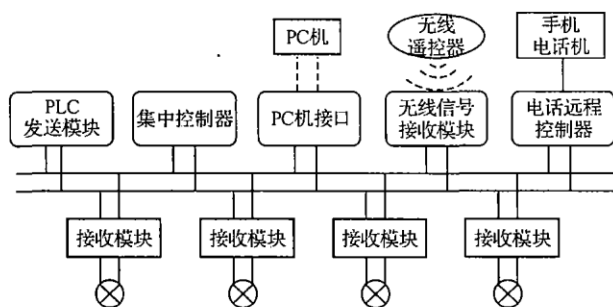 PC机
无线
遥控器
手机
电话机
PLC
发送模块
集中控制器
PC机接口
无线信号
接收模块
电话远程
控制器
接收模块
接收模块
接收模块
接收模块